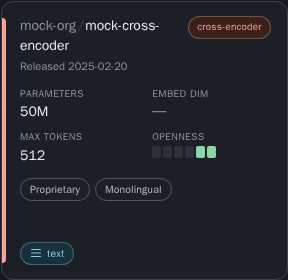 mock-org/mock-cross-
encoder
cross-encoder
Released 2025-02-20
PARAMETERS
50M
EMBED DIM
—
MAX TOKENS
512
OPENNESS
Proprietary
Monolingual
text